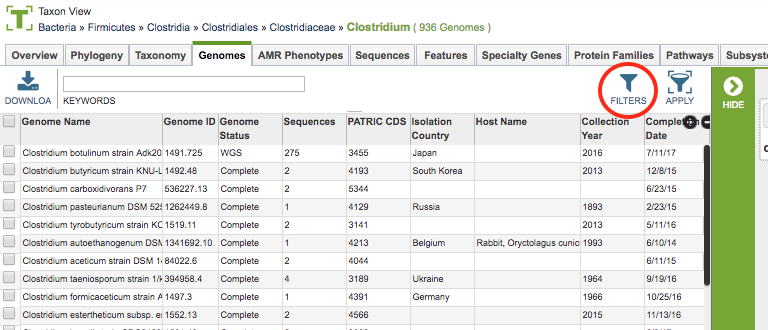 Taxon View
Bacteria » Firmicutes » Clostridia » Clostridiales » Clostridiaceae » Clostridium ( 936 Genomes )
Overview Phylogeny Taxonomy Genomes AMR Phenotypes Sequences Features Specialty Genes Protein Families Pathways Subsyst
DOWNLOA KEYWORDS FILTERS APPLY HIDE
Genome Name Genome ID Genome Status Sequences PATRIC CDS Isolation Country Host Name Collection Year Completion Date
Clostridium botulinum strain Adk20 1491.725 WGS 275 3455 Japan 2016 7/11/17
Clostridium butyricum strain KNU-L 1492.48 Complete 2 4193 South Korea 2013 12/8/15
Clostridium carboxidivorans P7 536227.13 Complete 2 5344 6/23/15
Clostridium pasteurianum DSM 525 1262449.8 Complete 1 4129 Russia 1893 2/23/15
Clostridium tyrobutyricum strain KC 1519.11 Complete 2 3141 2013 5/11/16
Clostridium autoethanogenum DSM 1341692.10 Complete 1 4213 Belgium Rabbit, Oryctolagus cunic 1993 6/10/14
Clostridium aceticum strain DSM 14 84022.6 Complete 2 4044 6/11/15
Clostridium taeniosporum strain 1/k 394958.4 Complete 4 3189 Ukraine 1964 9/19/16
Clostridium formicaceticum strain A 1497.3 Complete 1 4391 Germany 1966 10/25/16
Clostridium estertheticum subsp. es 1552.13 Complete 2 4566 2015 11/13/16